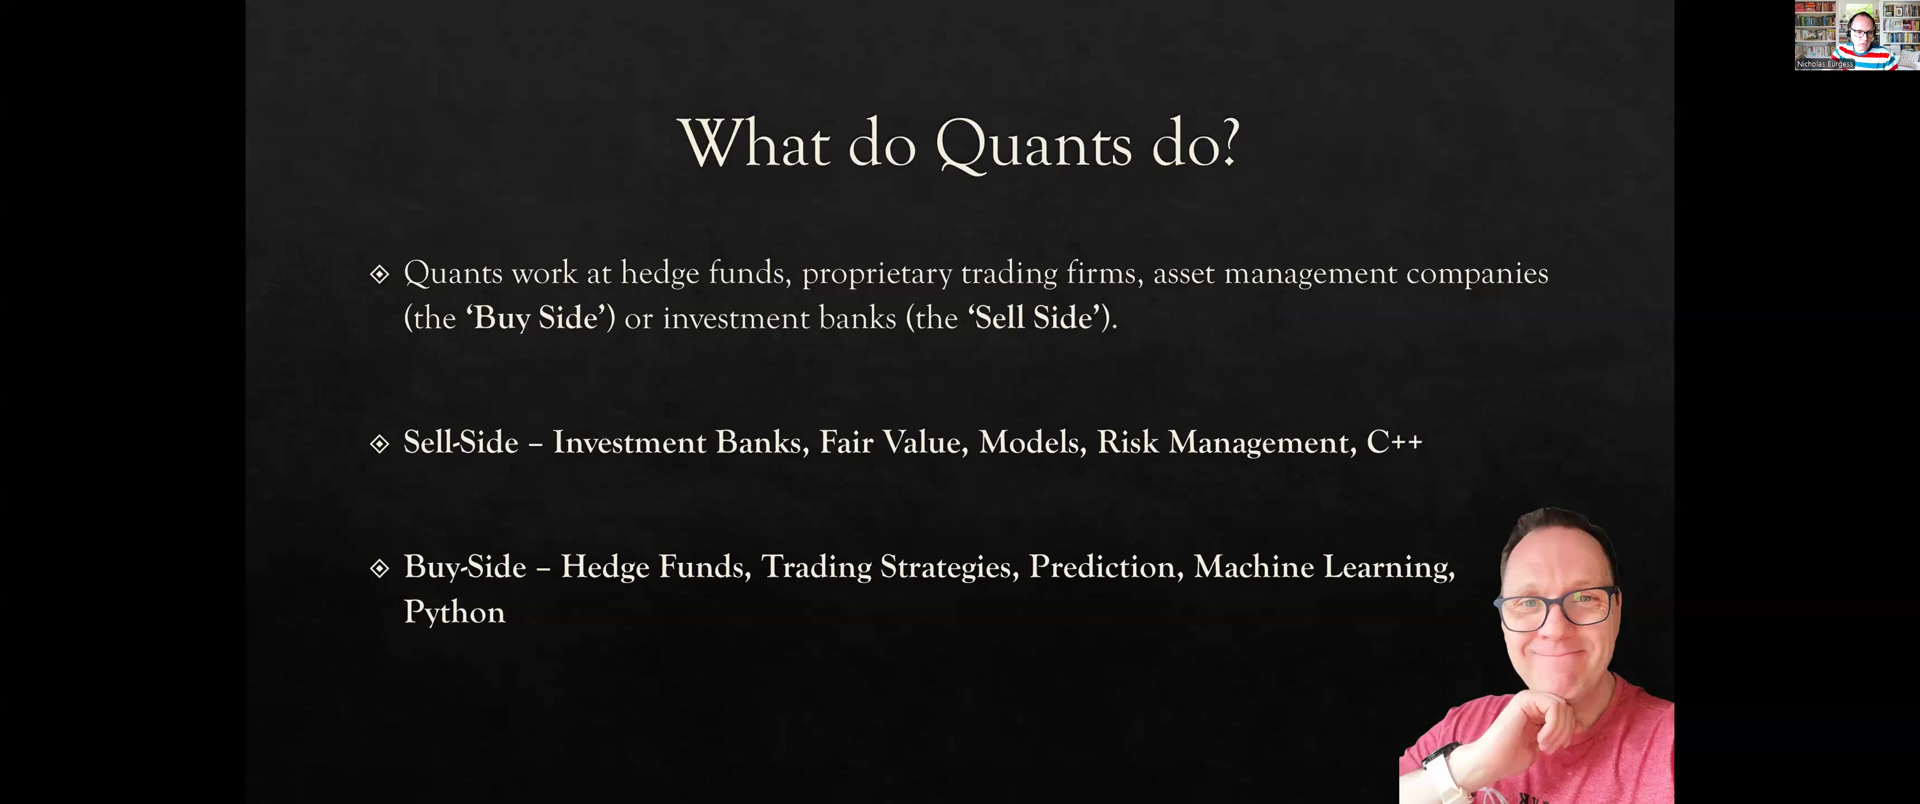 Nicholas Burgess
What do Quants do?
Quants work at hedge funds, proprietary trading firms, asset management companies
(the ‘Buy Side’) or investment banks (the ‘Sell Side’).
Sell-Side – Investment Banks, Fair Value, Models, Risk Management, C++
Buy-Side – Hedge Funds, Trading Strategies, Prediction, Machine Learning,
Python